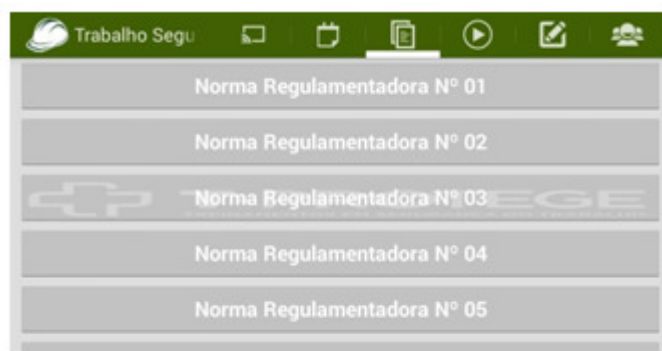 Trabalho Segu
Norma Regulamentadora Nº 01
Norma Regulamentadora Nº 02
Norma Regulamentadora Nº 03
Norma Regulamentadora Nº 04
Norma Regulamentadora Nº 05